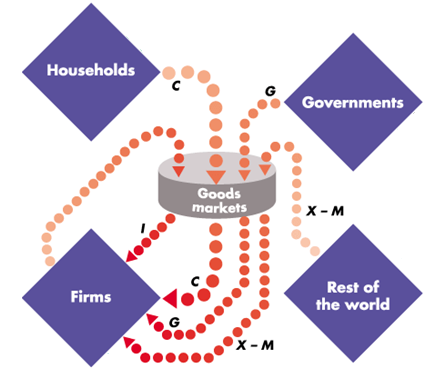 Households
C
G
Governments
Goods
markets
I
X – M
C
Firms
G
X – M
Rest of
the world